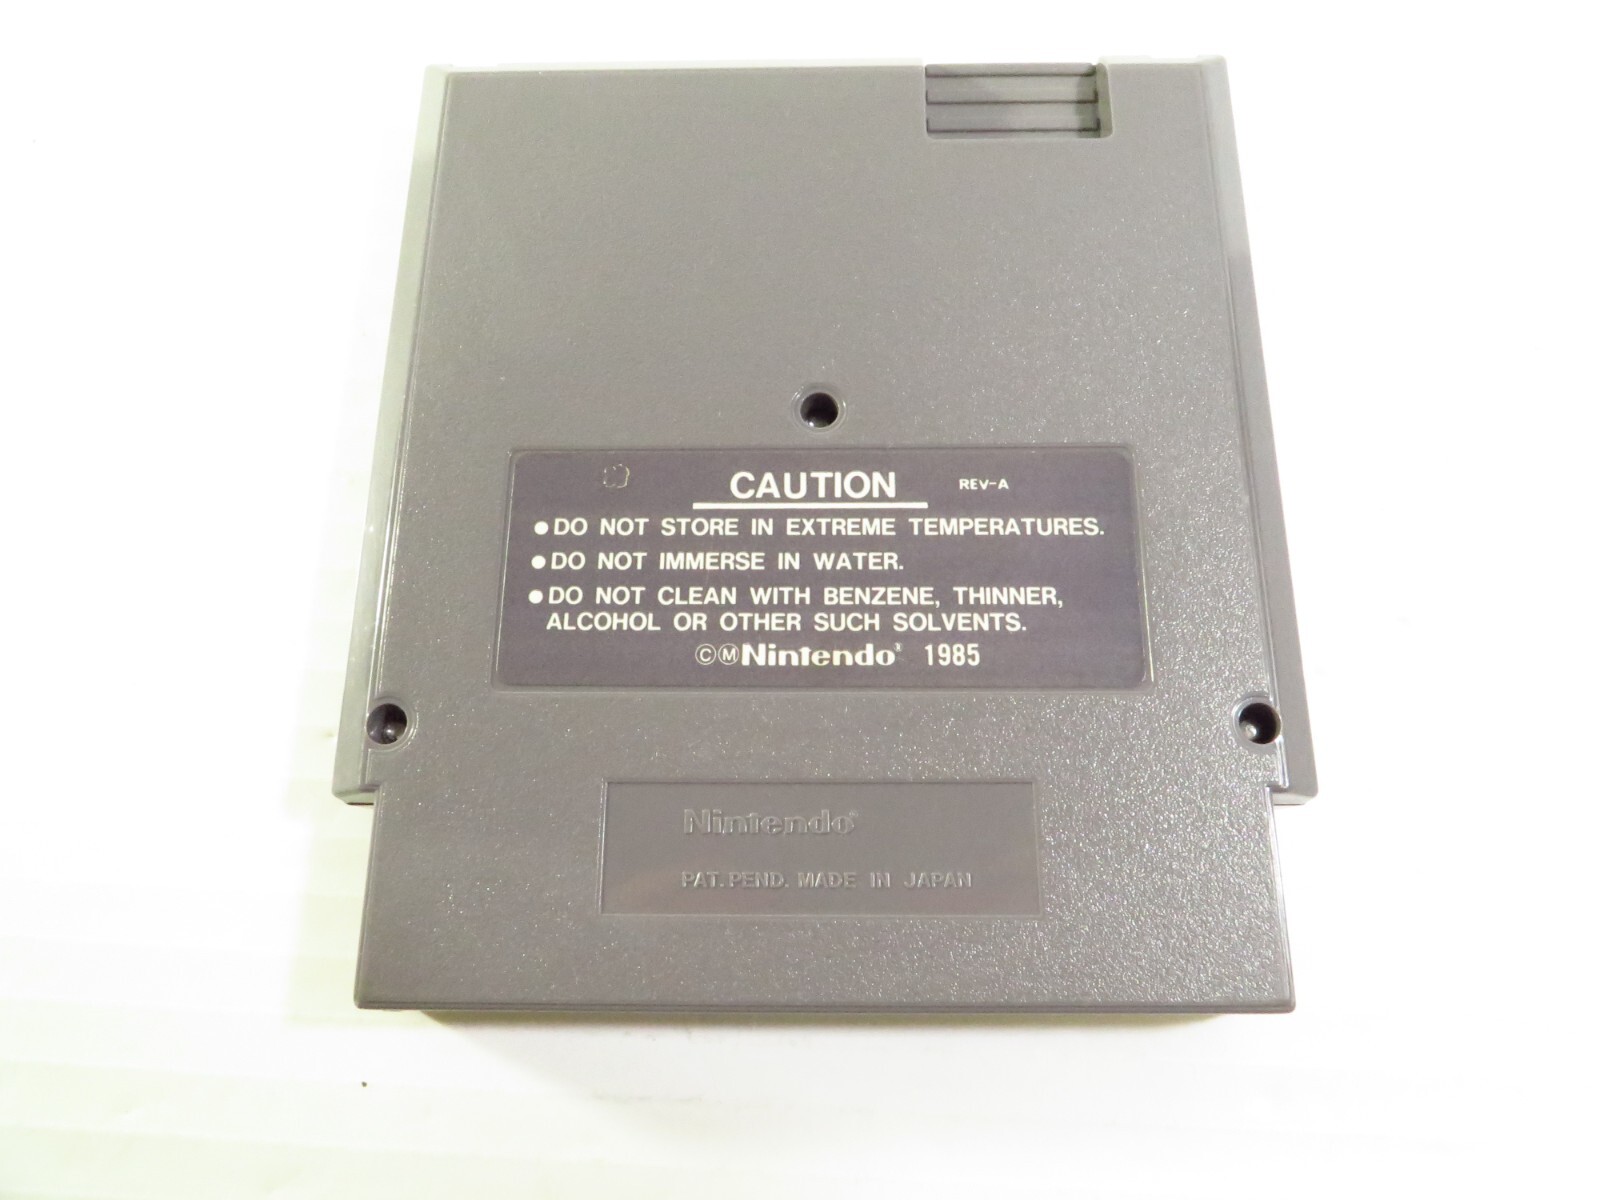 CAUTION REV-A
●DO NOT STORE IN EXTREME TEMPERATURES.
●DO NOT IMMERSE IN WATER.
●DO NOT CLEAN WITH BENZENE, THINNER,
ALCOHOL OR OTHER SUCH SOLVENTS.
ⒸⓂNintendo® 1985
Nintendo®
PAT. PEND. MADE IN JAPAN